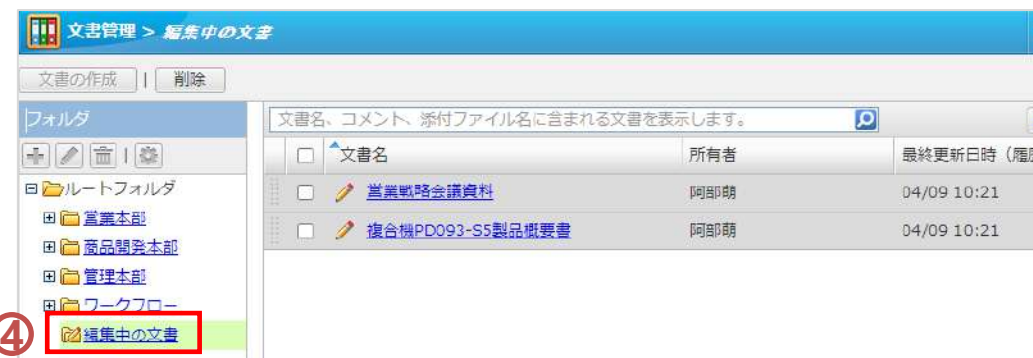 文書管理 > 編集中の文書
文書の作成 | 削除
フォルダ
文書名、コメント、添付ファイル名に含まれる文書を表示します。
文書名 所有者 最終更新日時（履歴
ルートフォルダ
営業戦略会議資料 阿部萌 04/09 10:21
営業本部
複合機PD093-S5製品概要書 阿部萌 04/09 10:21
商品開発本部
管理本部
ワークフロー
④ 編集中の文書